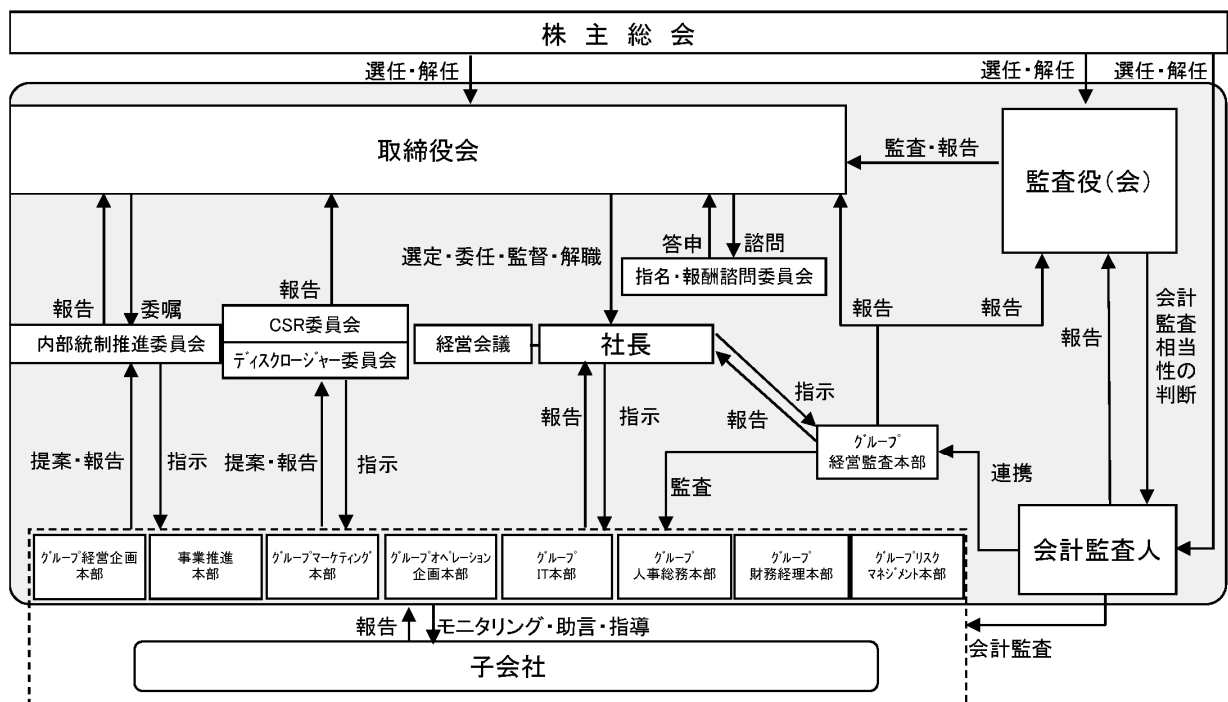 株主総会
選任・解任
選任・解任
選任・解任
取締役会
監査・報告
監査役(会)
答申
諮問
選定・委任・監督・解職
指名・報酬諮問委員会
報告
委嘱
報告
報告
報告
会計
監査
相当
性の
判断
内部統制推進委員会
CSR委員会
ディスクロージャー委員会
経営会議
社長
報告
指示
報告
報告
指示
グループ
経営監査本部
提案・報告
指示
提案・報告
指示
監査
連携
グループ経営企画
本部
事業推進
本部
グループマーケティング
本部
グループオペレーション
企画本部
グループ
IT本部
グループ
人事総務本部
グループ
財務経理本部
グループリスク
マネジメント本部
会計監査人
報告
モニタリング・助言・指導
会計監査
子会社